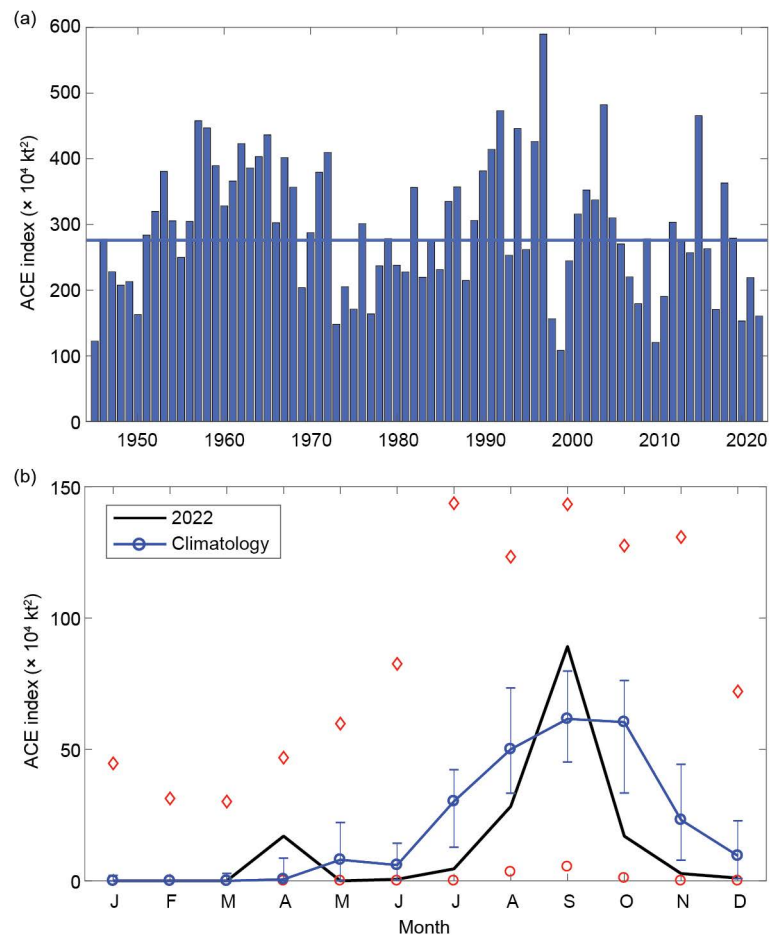 (a)
600
500
400
300
200
100
0
ACE index (× 10⁴ kt²)
1950 1960 1970 1980 1990 2000 2010 2020
(b)
150
100
50
0
ACE index (× 10⁴ kt²)
2022
Climatology
J F M A M J J A S O N D
Month